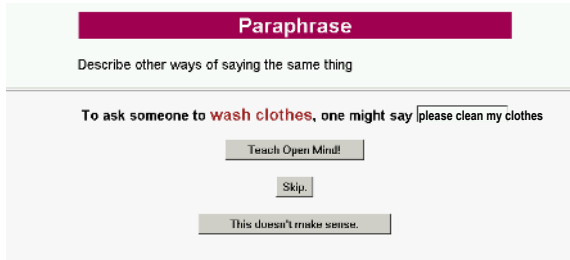 Paraphrase
Describe other ways of saying the same thing
To ask someone to wash clothes, one might say please clean my clothes
Teach Open Mind!
Skip.
This doesn't make sense.